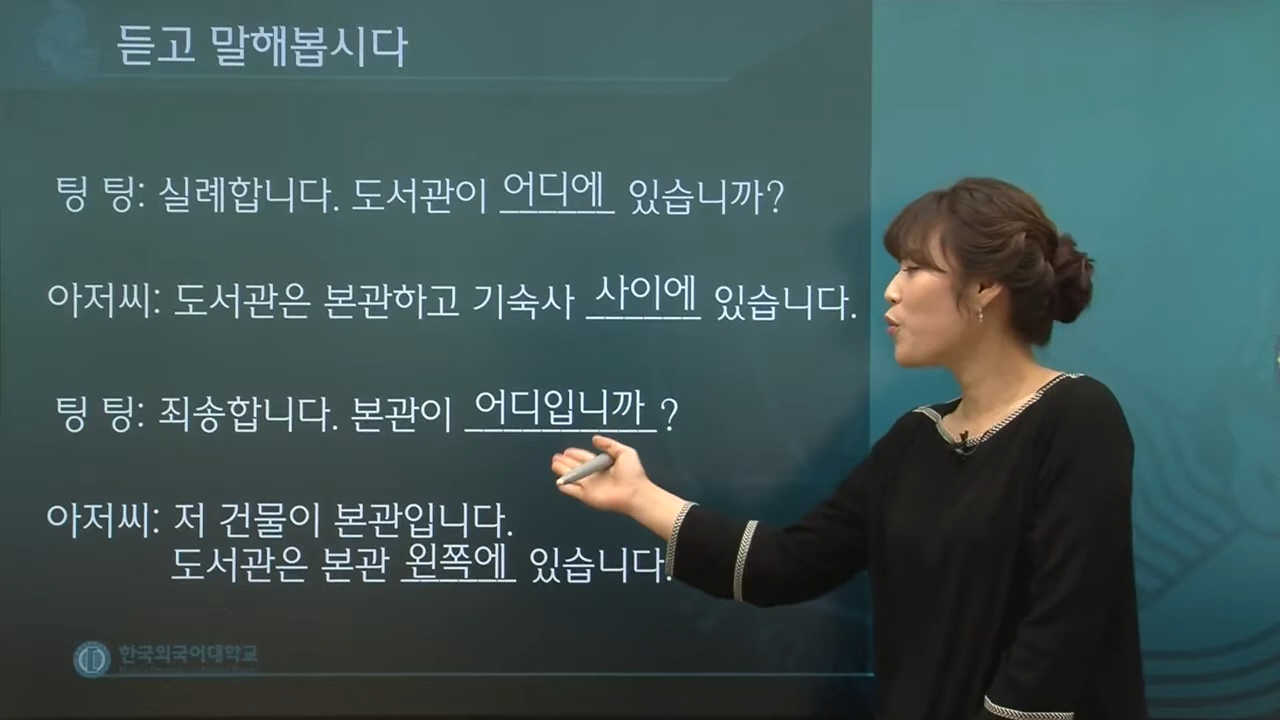 듣고 말해봅시다
팅 팅: 실례합니다. 도서관이 어디에 있습니까?
아저씨: 도서관은 본관하고 기숙사 사이에 있습니다.
팅 팅: 죄송합니다. 본관이 어디입니까?
아저씨: 저 건물이 본관입니다.
도서관은 본관 왼쪽에 있습니다.
한국외국어대학교